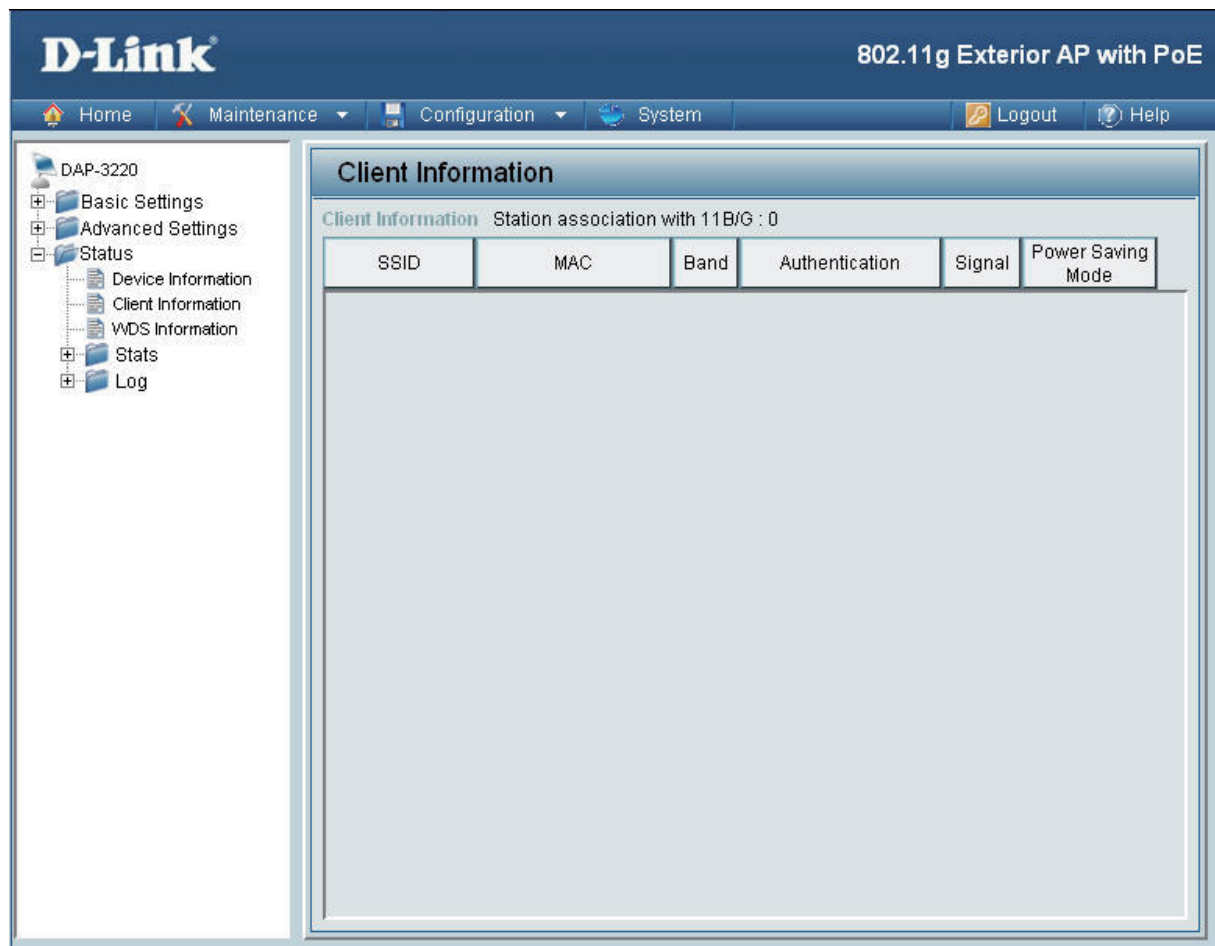 D-Link®
802.11g Exterior AP with PoE
Home Maintenance Configuration System Logout Help
DAP-3220
Basic Settings
Advanced Settings
Status
Device Information
Client Information
WDS Information
Stats
Log
Client Information
Client Information Station association with 11B/G : 0
SSID MAC Band Authentication Signal Power Saving Mode